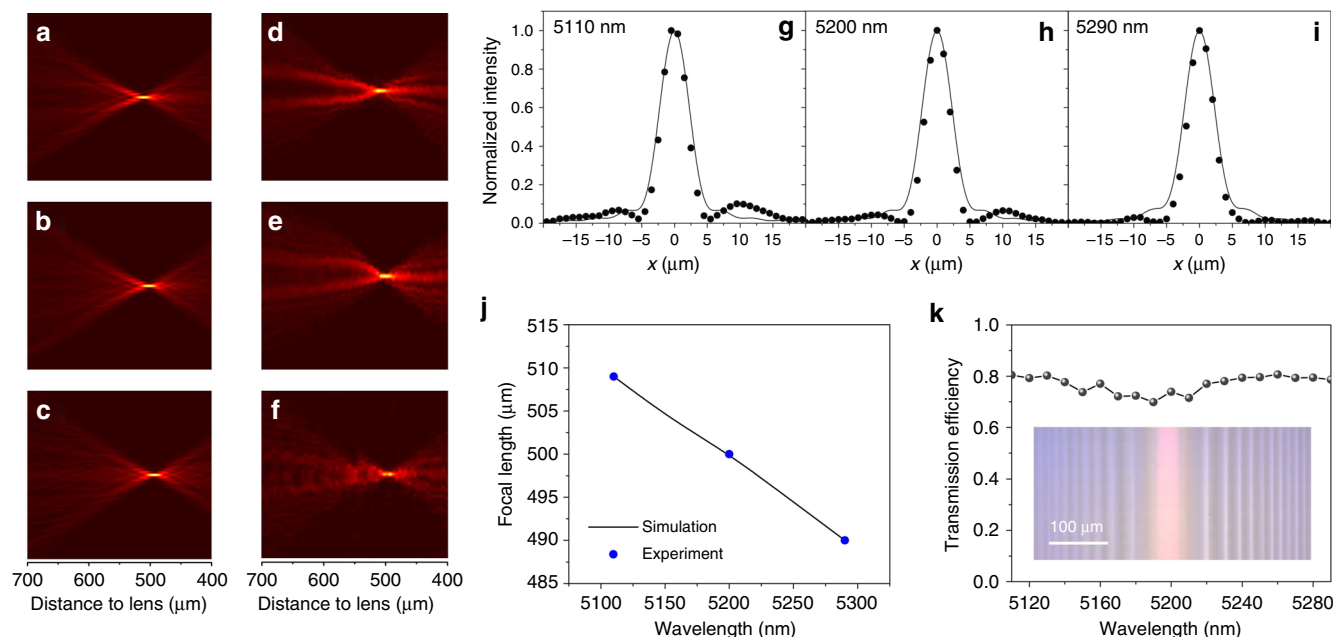 a
b
c
700 600 500 400
Distance to lens (μm)
d
e
f
700 600 500 400
Distance to lens (μm)
Normalized intensity
1.0
0.8
0.6
0.4
0.2
0.0
5110 nm
g
−15 −10 −5 0 5 10 15
x (μm)
5200 nm
h
−15 −10 −5 0 5 10 15
x (μm)
5290 nm
i
−15 −10 −5 0 5 10 15
x (μm)
j
Focal length (μm)
515
510
505
500
495
490
485
Simulation
Experiment
5100 5150 5200 5250 5300
Wavelength (nm)
k
Transmission efficiency
1.0
0.8
0.6
0.4
0.2
0.0
100 μm
5120 5160 5200 5240 5280
Wavelength (nm)